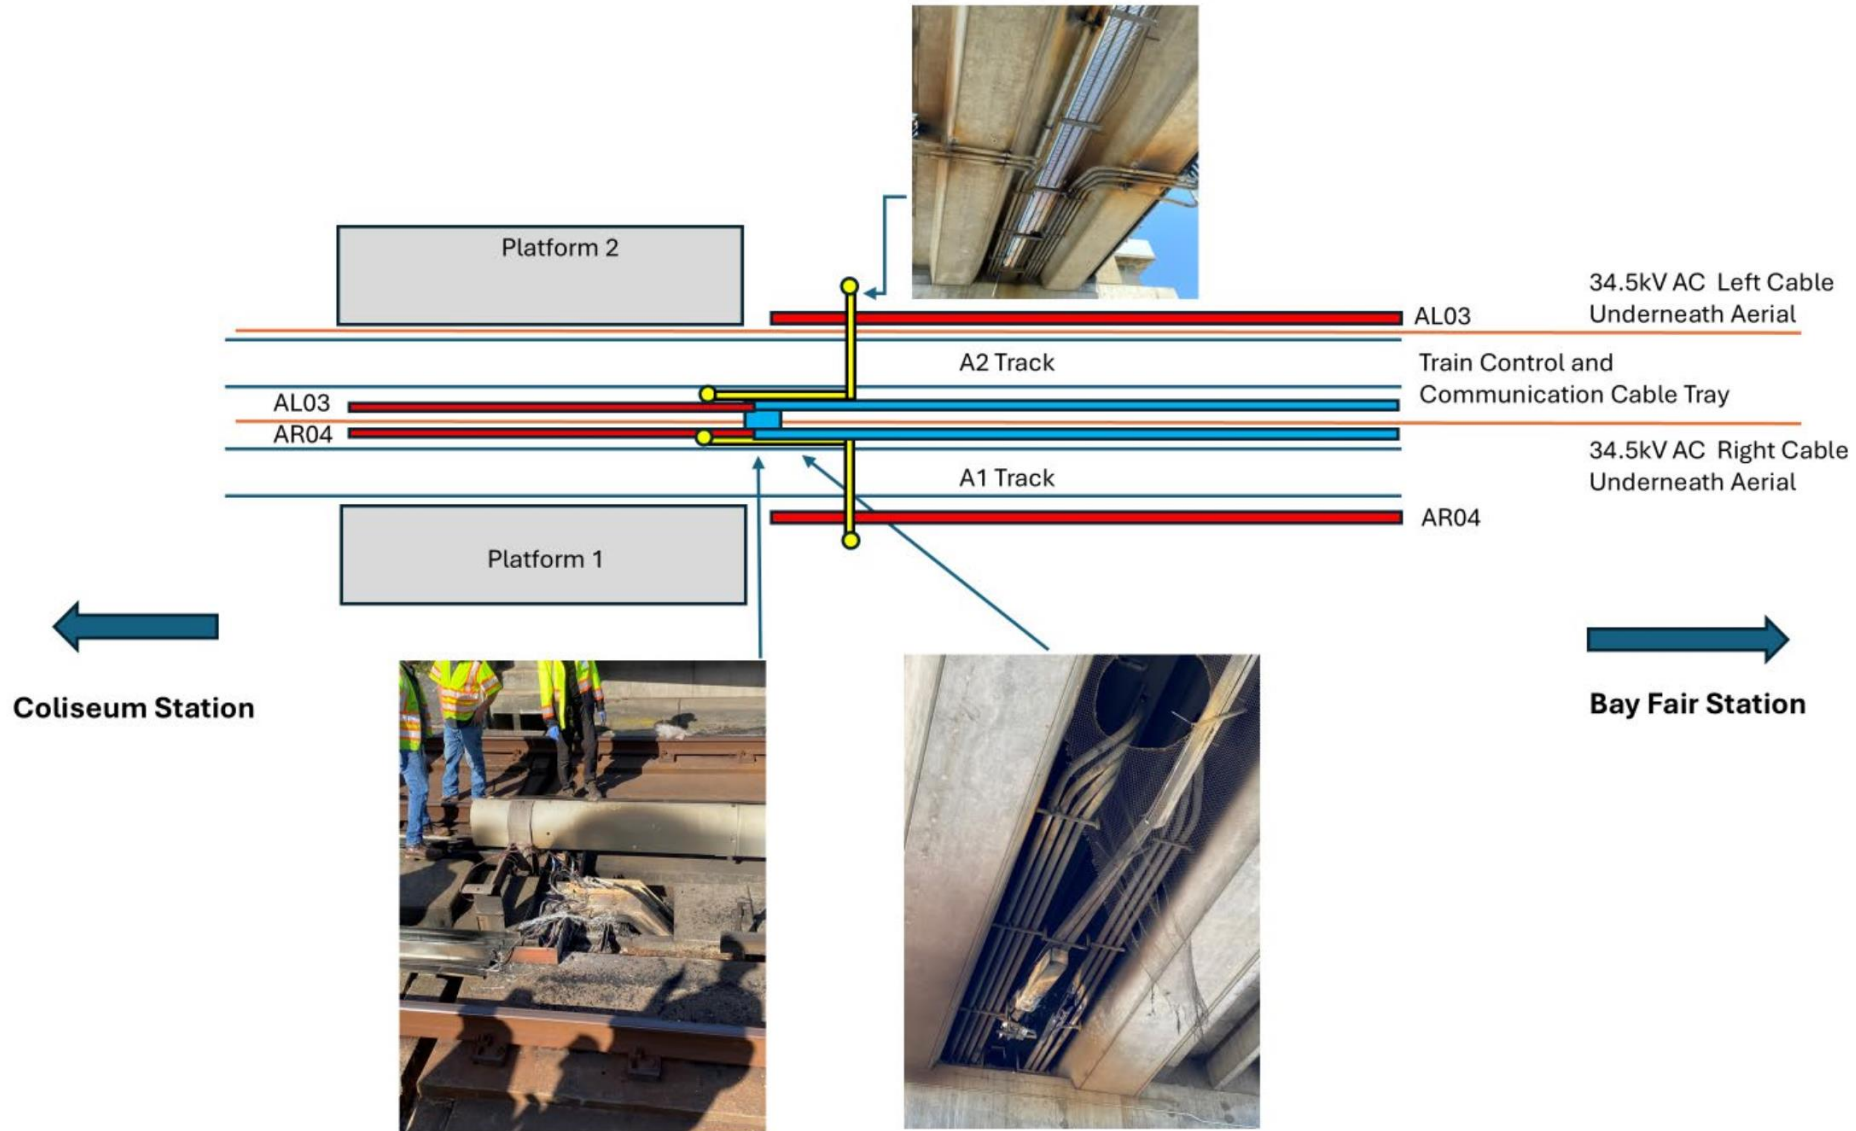 Platform 2
34.5kV AC  Left Cable
Underneath Aerial
AL03
A2 Track
Train Control and
Communication Cable Tray
AL03
AR04
34.5kV AC  Right Cable
Underneath Aerial
A1 Track
AR04
Platform 1
Coliseum Station
Bay Fair Station